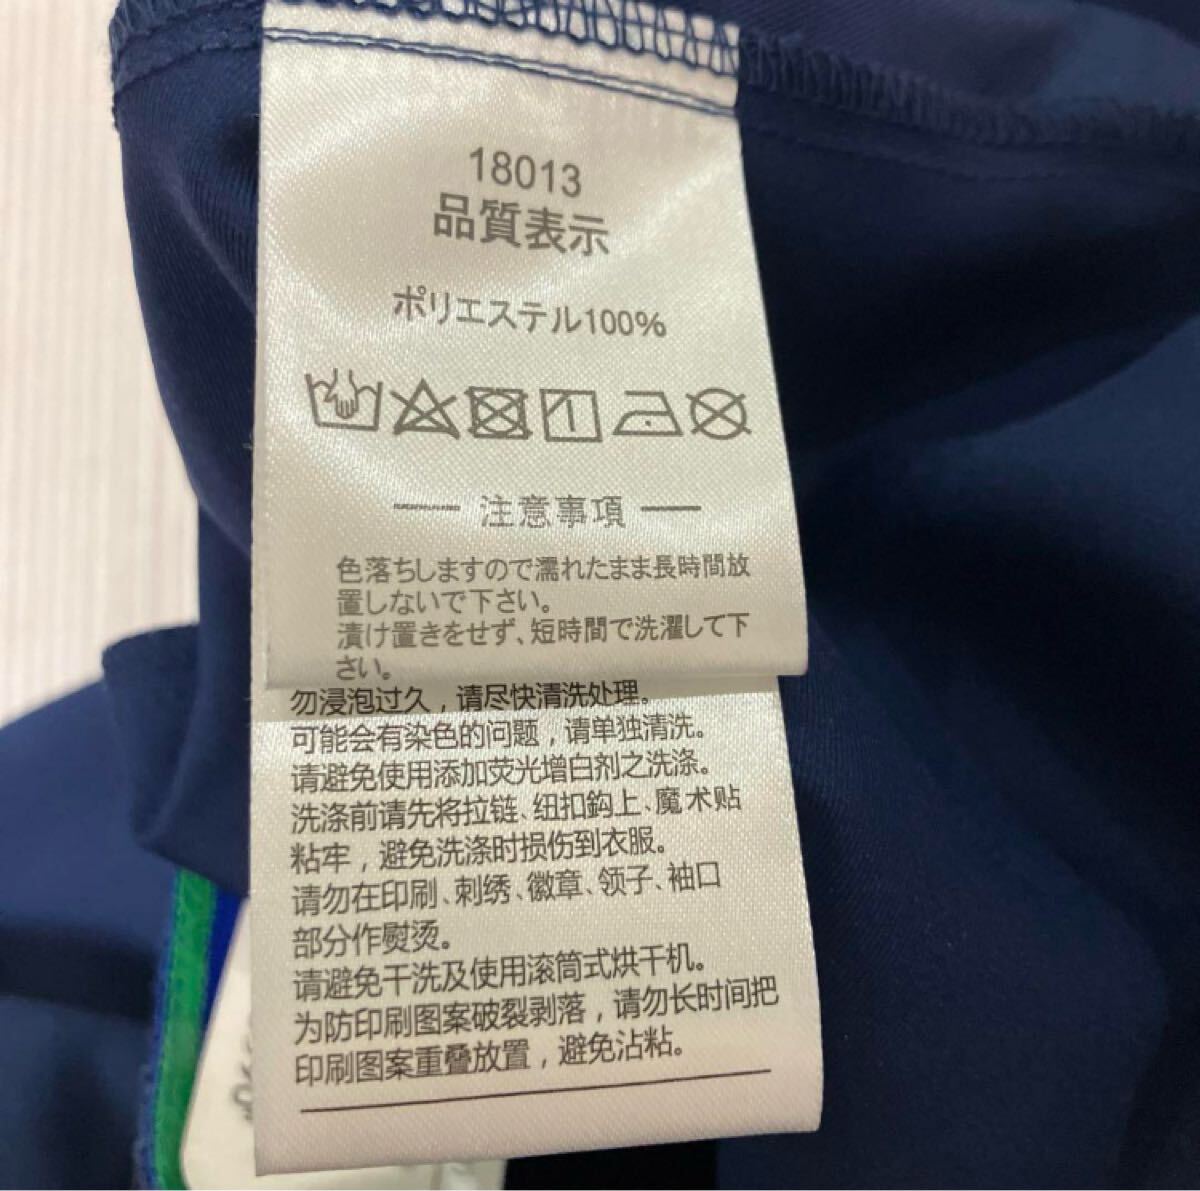 18013
品質表示
ポリエステル100%
注意事項
色落ちしますので濡れたまま長時間放
置しないで下さい。
漬け置きをせず、短時間で洗濯して下
さい。
勿浸泡过久，请尽快清洗处理。
可能会有染色的问题，请单独清洗。
请避免使用添加荧光增白剂之洗涤。
洗涤前请先将拉链、纽扣鈎上、魔术贴
粘牢，避免洗涤时损伤到衣服。
请勿在印刷、刺绣、徽章、领子、袖口
部分作熨烫。
请避免干洗及使用滚筒式烘干机。
为防印刷图案破裂剥落，请勿长时间把
印刷图案重叠放置，避免沾粘。